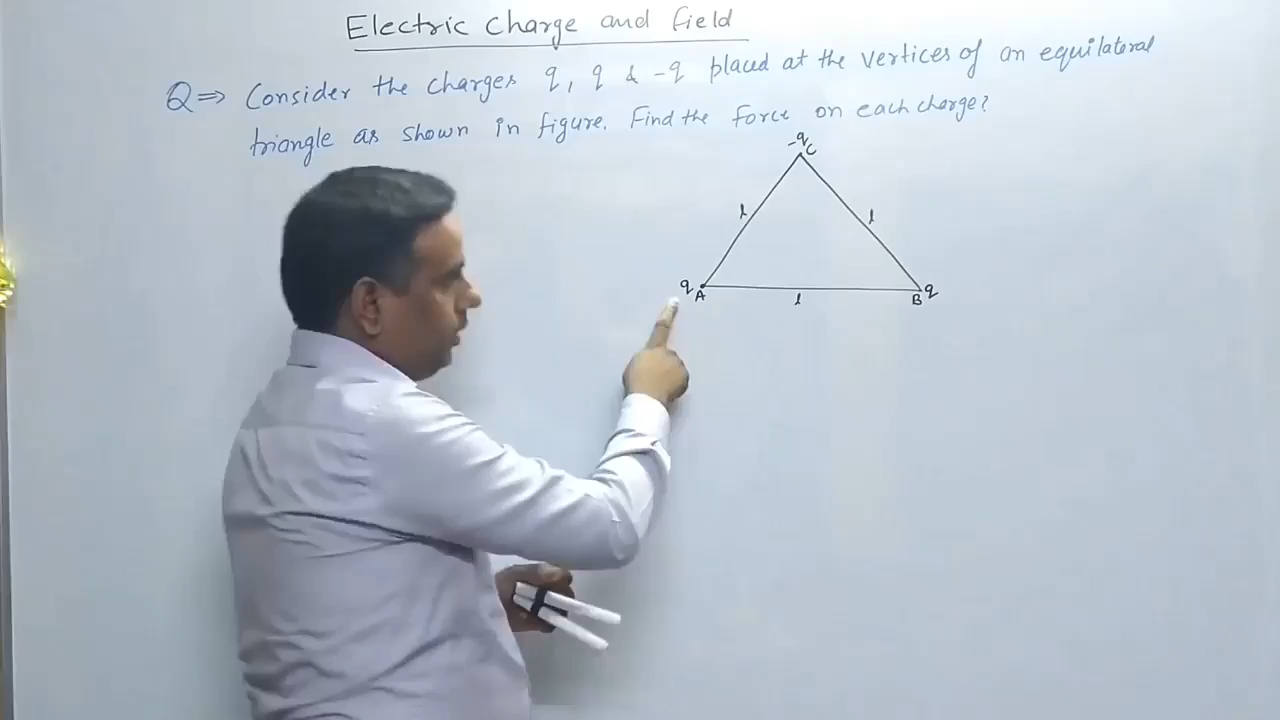 Electric Charge and field
Q⇒ Consider the charges q, q & -q placed at the vertices of an equilateral
triangle as shown in figure. Find the force on each charge?
-q C
l l
q A B q
l